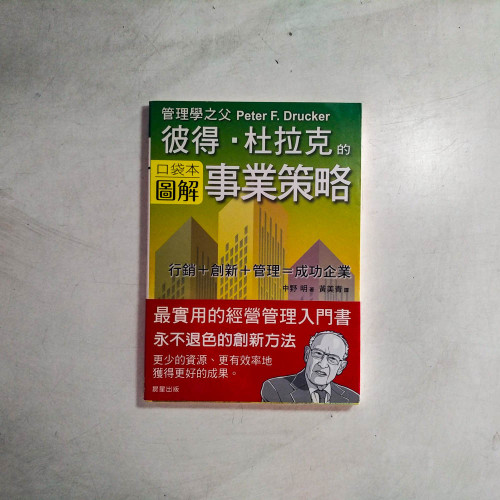 管理學之父 Peter F. Drucker
彼得・杜拉克的
口袋本
圖解
事業策略
行銷＋創新＋管理＝成功企業
中野 明 著 黃美青 譯
最實用的經營管理入門書
永不退色的創新方法
更少的資源、更有效率地
獲得更好的成果。
晨星出版